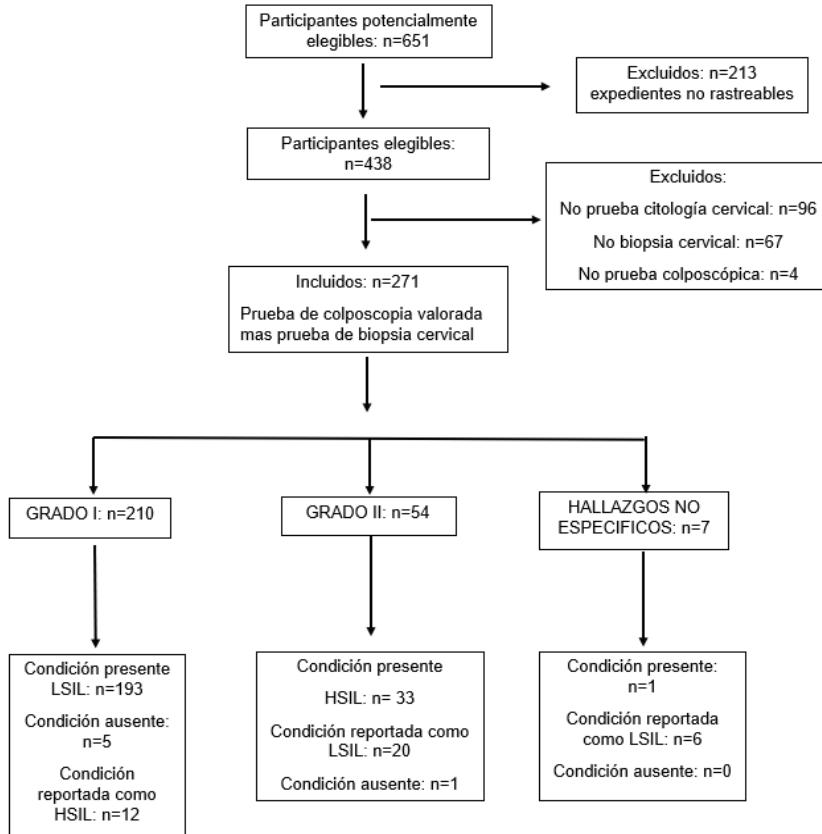 Participantes potencialmente
elegibles: n=651
Excluidos: n=213
expedientes no rastreables
Participantes elegibles:
n=438
Excluidos:
No prueba citología cervical: n=96
No biopsia cervical: n=67
No prueba colposcópica: n=4
Incluidos: n=271
Prueba de colposcopia valorada
mas prueba de biopsia cervical
GRADO I: n=210
GRADO II: n=54
HALLAZGOS NO
ESPECIFICOS: n=7
Condición presente
LSIL: n=193
Condición ausente:
n=5
Condición
reportada como
HSIL: n=12
Condición presente
HSIL: n= 33
Condición reportada como
LSIL: n=20
Condición ausente: n=1
Condición presente:
n=1
Condición reportada
como LSIL: n=6
Condición ausente: n=0